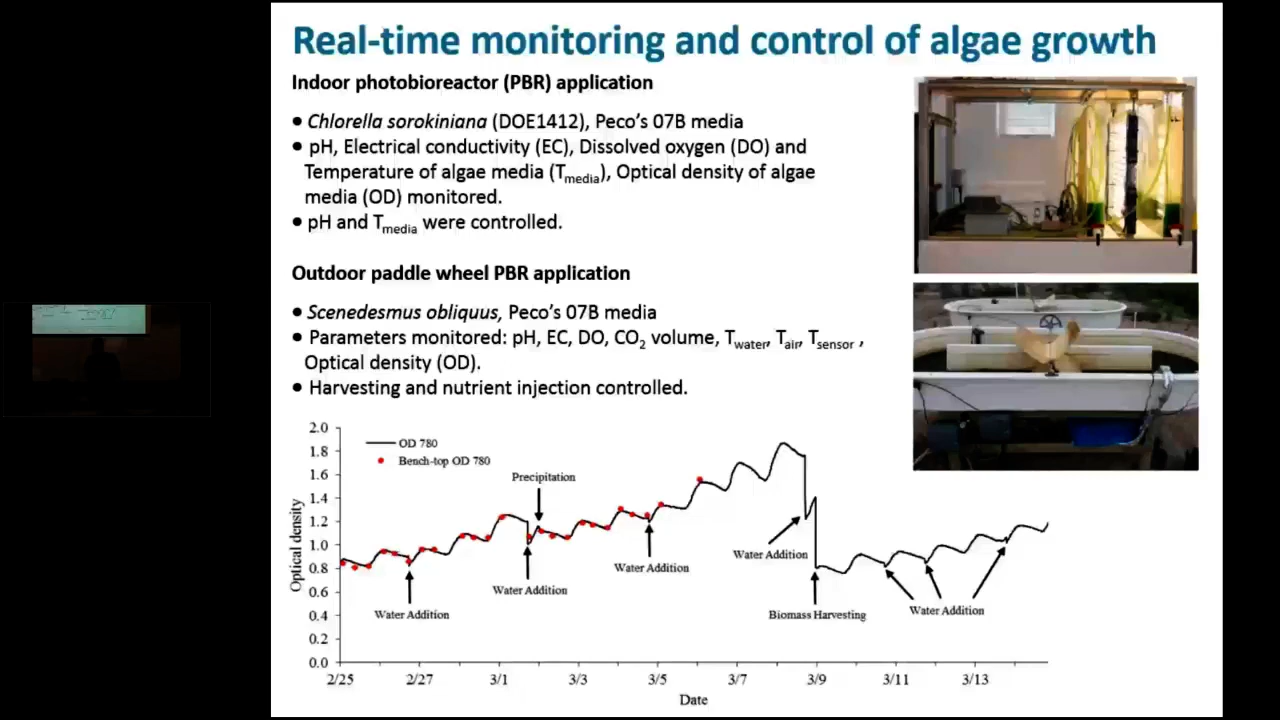 Real-time monitoring and control of algae growth
Indoor photobioreactor (PBR) application
• Chlorella sorokiniana (DOE1412), Peco's 07B media
• pH, Electrical conductivity (EC), Dissolved oxygen (DO) and
Temperature of algae media (Tmedia), Optical density of algae
media (OD) monitored.
• pH and Tmedia were controlled.
Outdoor paddle wheel PBR application
• Scenedesmus obliquus, Peco's 07B media
• Parameters monitored: pH, EC, DO, CO2 volume, Twater, Tair, Tsensor ,
Optical density (OD).
• Harvesting and nutrient injection controlled.
OD 780
Bench-top OD 780
Precipitation
Water Addition
Water Addition
Water Addition
Water Addition
Biomass Harvesting
Water Addition
Optical density
2.0
1.8
1.6
1.4
1.2
1.0
0.8
0.6
0.4
0.2
0.0
2/25 2/27 3/1 3/3 3/5 3/7 3/9 3/11 3/13
Date